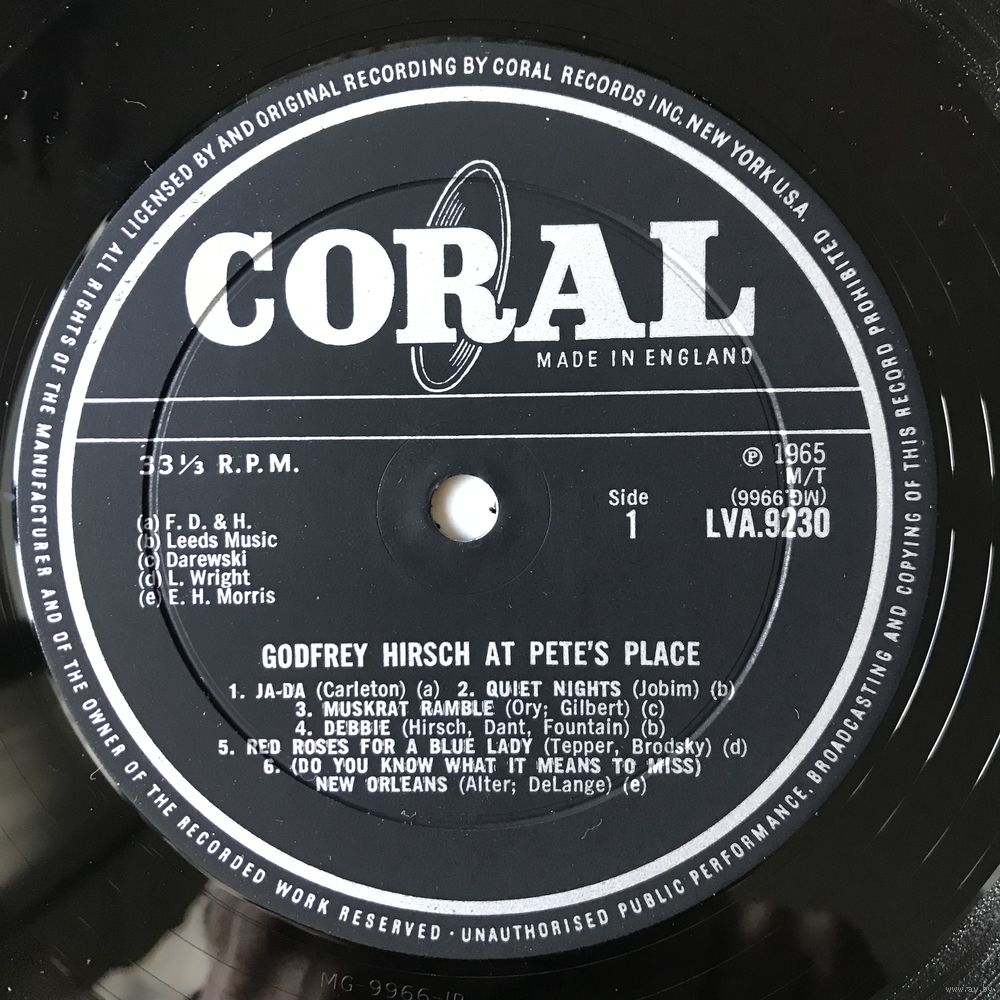 ALL RIGHTS OF THE MANUFACTURER AND OF THE OWNER OF THE RECORDED WORK RESERVED · UNAUTHORISED PUBLIC PERFORMANCE, BROADCASTING AND COPYING OF THIS RECORD PROHIBITED
LICENSED BY AND ORIGINAL RECORDING BY CORAL RECORDS INC. NEW YORK U.S.A.
CORAL
MADE IN ENGLAND
33⅓ R.P.M.
℗ 1965
M/T
(9966 MG)
Side
1
LVA.9230
(a) F. D. & H.
(b) Leeds Music
(c) Darewski
(d) L. Wright
(e) E. H. Morris
GODFREY HIRSCH AT PETE'S PLACE
1. JA-DA (Carleton) (a) 2. QUIET NIGHTS (Jobim) (b)
3. MUSKRAT RAMBLE (Ory; Gilbert) (c)
4. DEBBIE (Hirsch, Dant, Fountain) (b)
5. RED ROSES FOR A BLUE LADY (Tepper, Brodsky) (d)
6. (DO YOU KNOW WHAT IT MEANS TO MISS)
NEW ORLEANS (Alter; DeLange) (e)
MG-9966-1B
www.ay.by